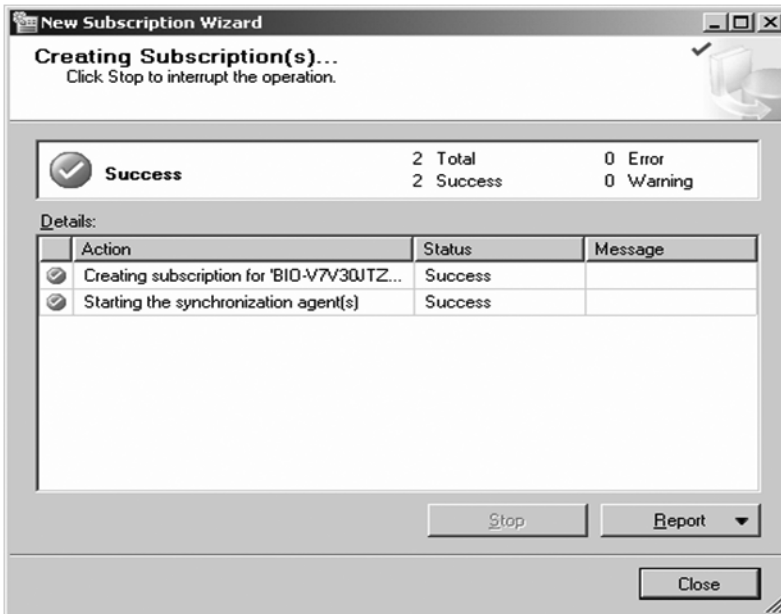 New Subscription Wizard
Creating Subscription(s)...
Click Stop to interrupt the operation.
Success
2 Total
0 Error
2 Success
0 Warning
Details:
Action Status Message
Creating subscription for 'BIO-V7V30JTZ... Success
Starting the synchronization agent(s) Success
Stop
Report
Close